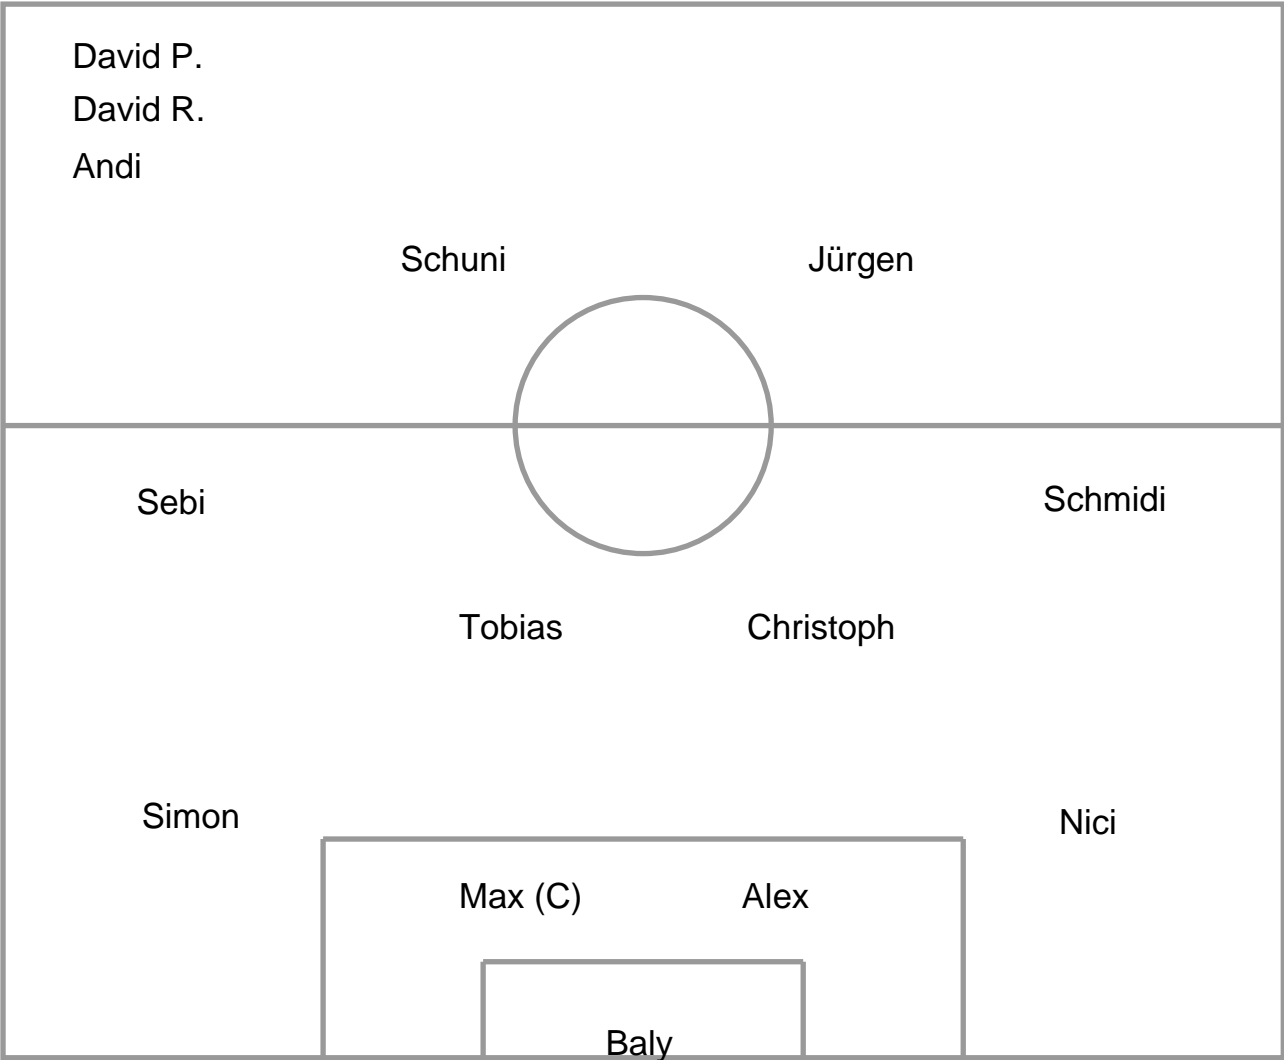 David P.
David R.
Andi
Schuni
Jürgen
Sebi
Schmidi
Tobias
Christoph
Simon
Nici
Max (C)
Alex
Baly